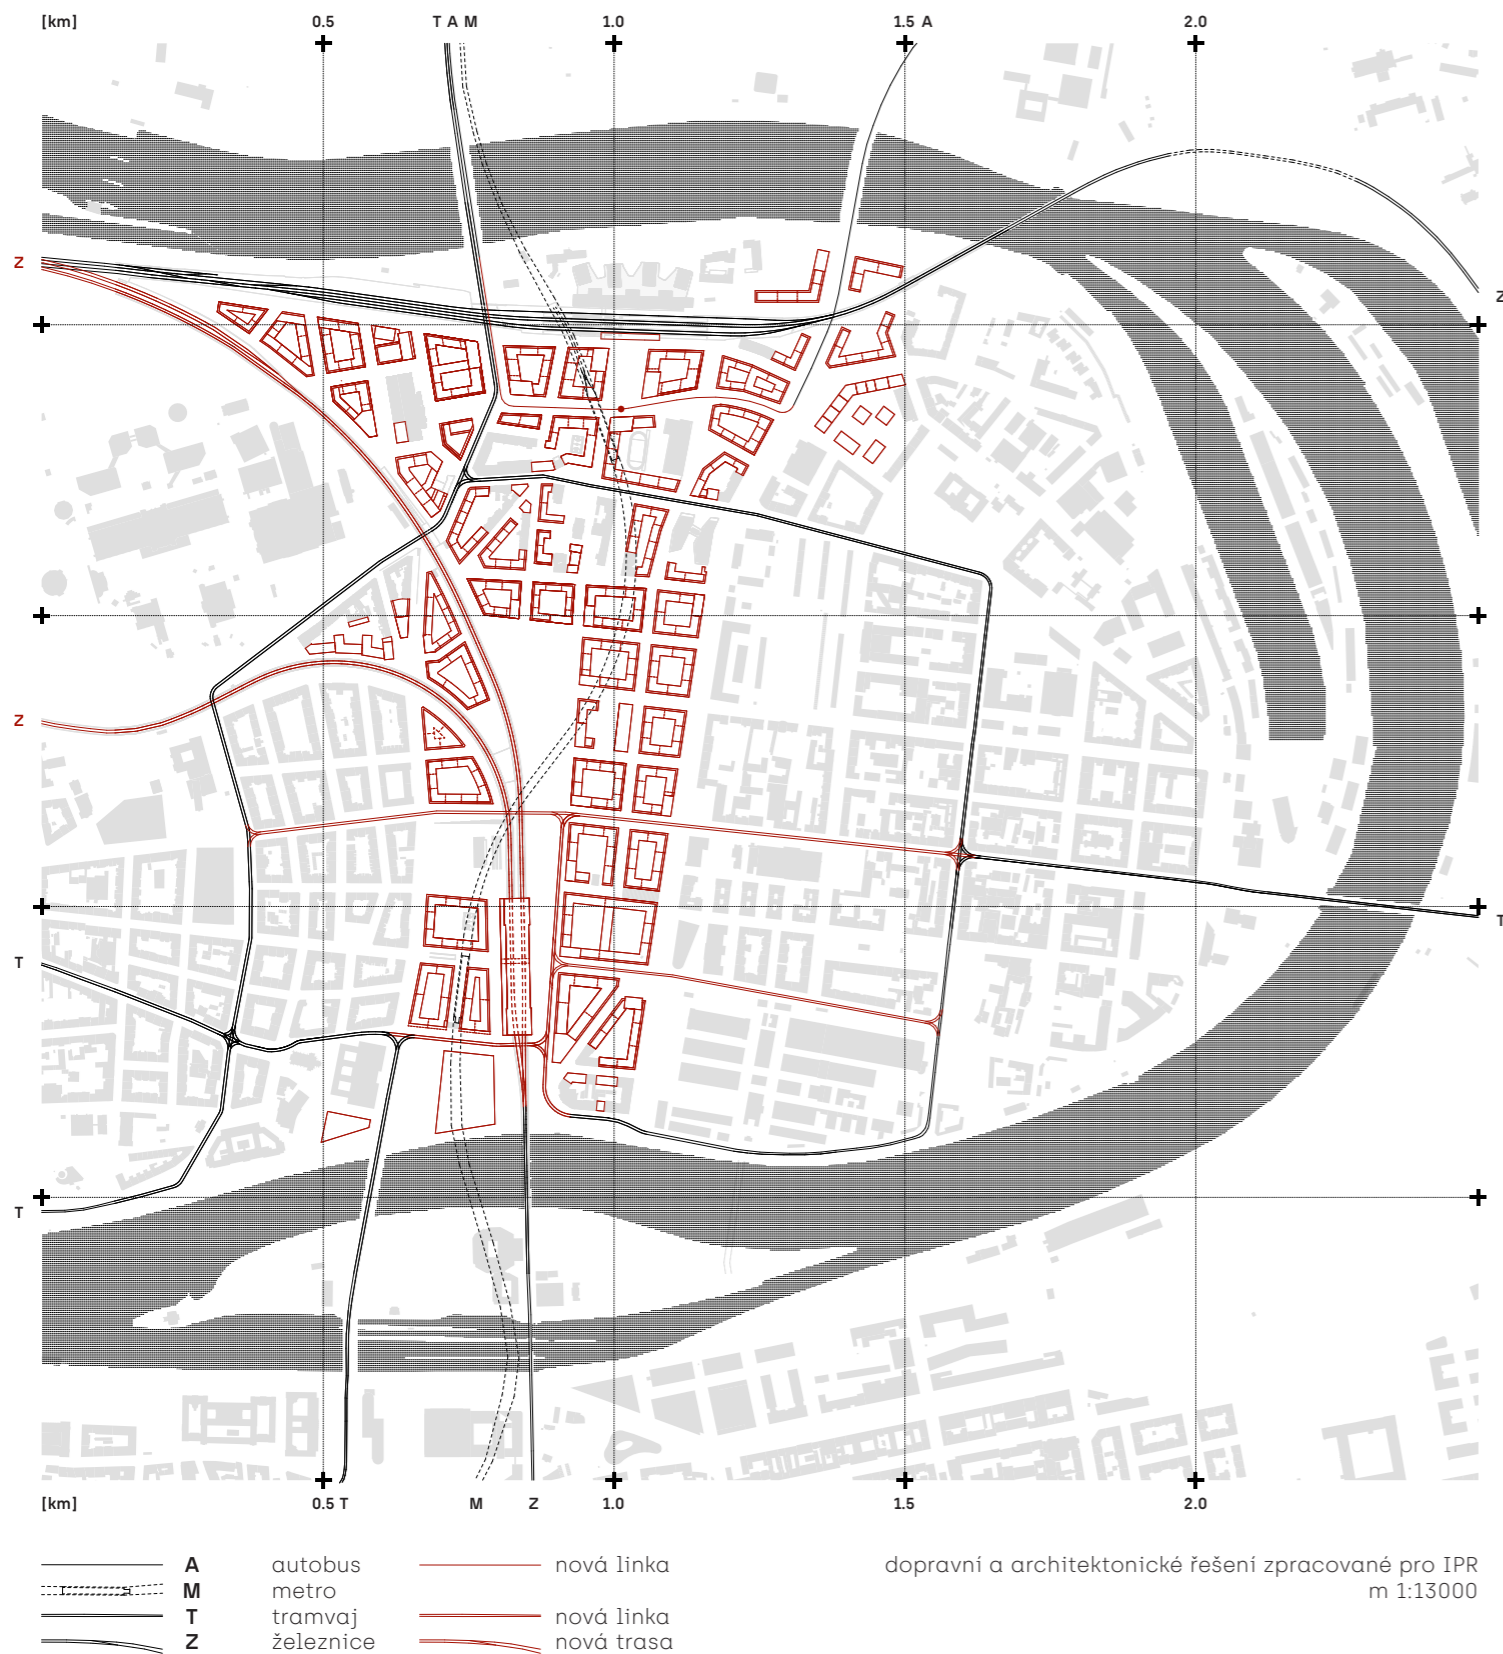 [km] 0.5 T A M 1.0 1.5 A 2.0
Z
Z
Z
T
T
T
[km] 0.5 T M Z 1.0 1.5 2.0
A autobus nová linka
M metro
T tramvaj nová linka
Z železnice nová trasa
dopravní a architektonické řešení zpracované pro IPR
m 1:13000